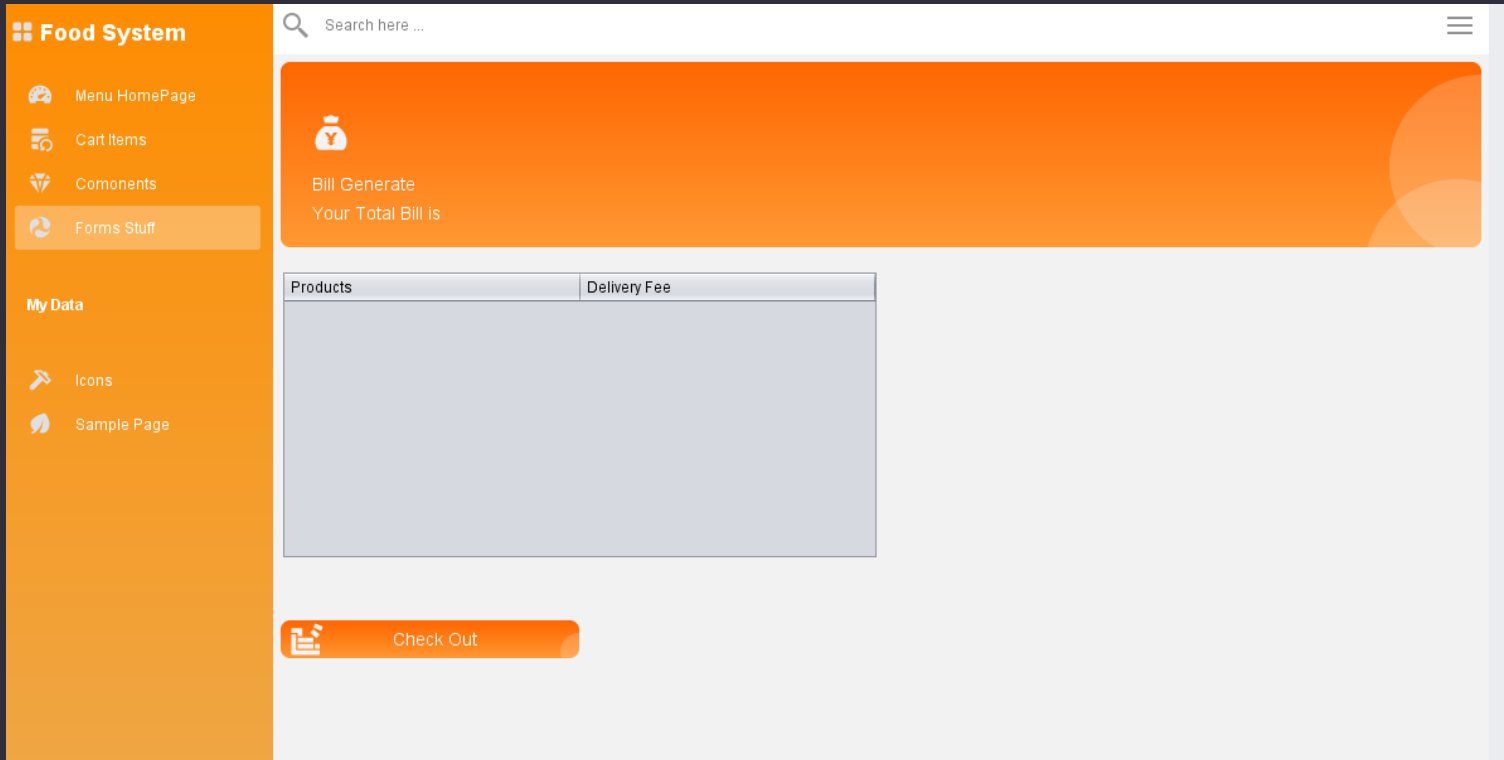 Food System
Search here ...
Menu HomePage
Cart Items
Comonents
Forms Stuff
My Data
Icons
Sample Page
¥
Bill Generate
Your Total Bill is
Products Delivery Fee
Check Out